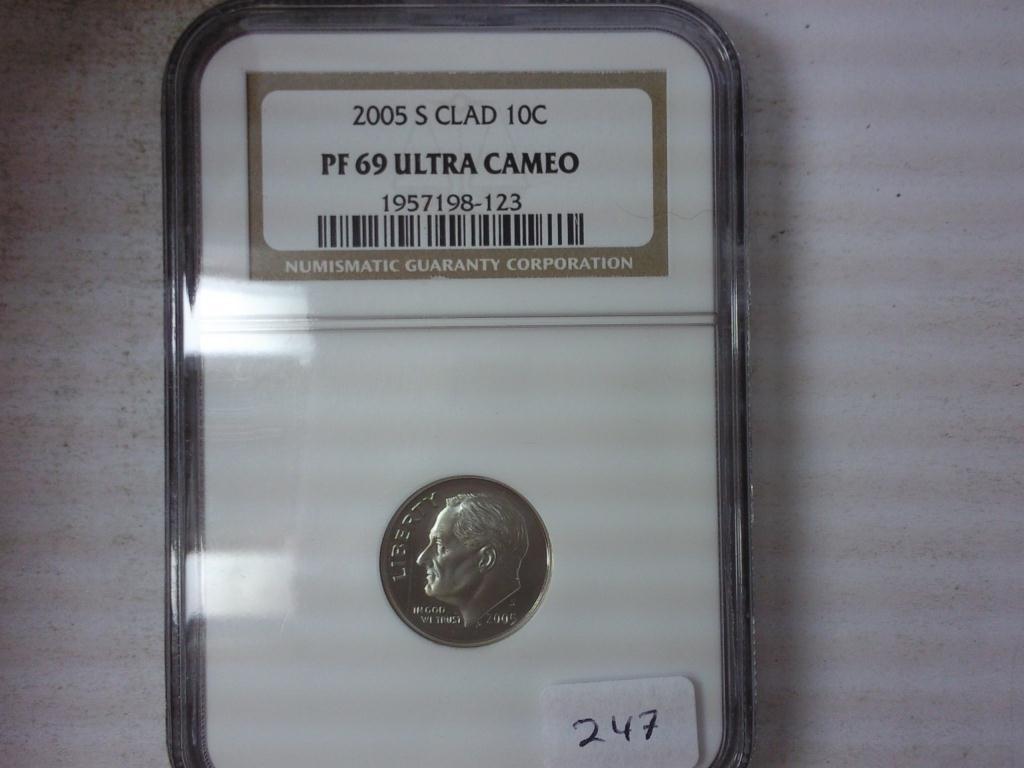 2005 S CLAD 10C
PF 69 ULTRA CAMEO
1957198-123
NUMISMATIC GUARANTY CORPORATION
LIBERTY
IN GOD
WE TRUST
2005
247